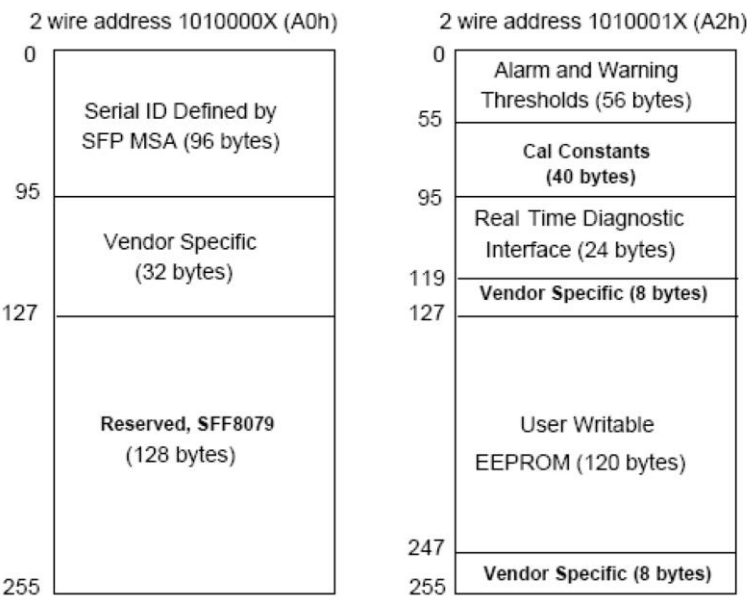 2 wire address 1010000X (A0h)
0
Serial ID Defined by
SFP MSA (96 bytes)
95
Vendor Specific
(32 bytes)
127
Reserved, SFF8079
(128 bytes)
255
2 wire address 1010001X (A2h)
0
Alarm and Warning
Thresholds (56 bytes)
55
Cal Constants
(40 bytes)
95
Real Time Diagnostic
Interface (24 bytes)
119
Vendor Specific (8 bytes)
127
User Writable
EEPROM (120 bytes)
247
Vendor Specific (8 bytes)
255